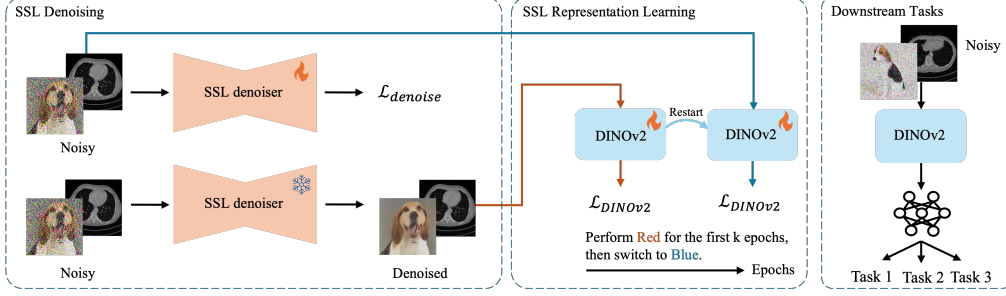 SSL Denoising
SSL denoiser
ℒ_denoise
Noisy
SSL denoiser
Noisy
Denoised
SSL Representation Learning
DINOv2
Restart
DINOv2
ℒ_DINOv2
ℒ_DINOv2
Perform Red for the first k epochs,
then switch to Blue.
Epochs
Downstream Tasks
Noisy
DINOv2
Task 1 Task 2 Task 3